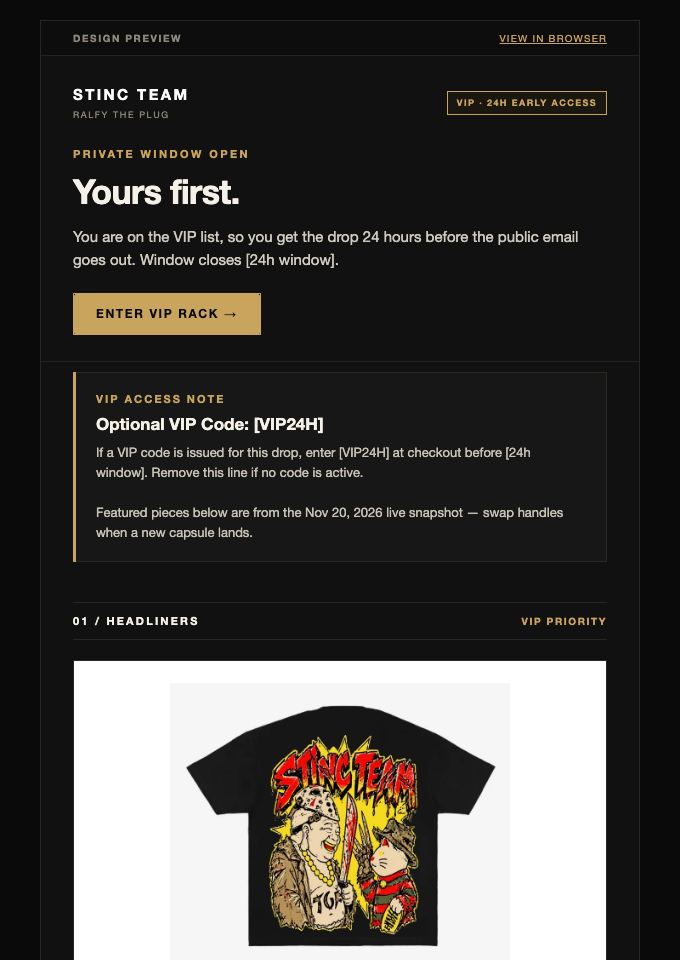 DESIGN PREVIEW
VIEW IN BROWSER
STINC TEAM
RALFY THE PLUG
VIP · 24H EARLY ACCESS
PRIVATE WINDOW OPEN
Yours first.
You are on the VIP list, so you get the drop 24 hours before the public email
goes out. Window closes [24h window].
ENTER VIP RACK →
VIP ACCESS NOTE
Optional VIP Code: [VIP24H]
If a VIP code is issued for this drop, enter [VIP24H] at checkout before [24h
window]. Remove this line if no code is active.
Featured pieces below are from the Nov 20, 2026 live snapshot — swap handles
when a new capsule lands.
01 / HEADLINERS
VIP PRIORITY
STINC TEAM